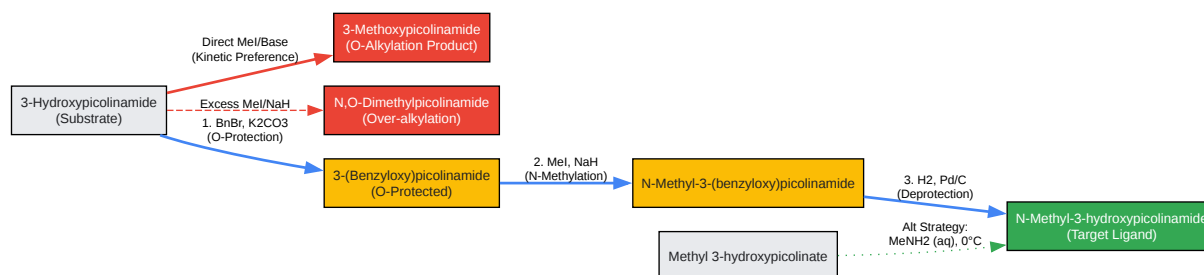 3-Methoxypicolinamide
(O-Alkylation Product)
Direct MeI/Base
(Kinetic Preference)
3-Hydroxypicolinamide
(Substrate)
Excess MeI/NaH
N,O-Dimethylpicolinamide
(Over-alkylation)
1. BnBr, K2CO3
(O-Protection)
3-(Benzyloxy)picolinamide
(O-Protected)
2. MeI, NaH
(N-Methylation)
N-Methyl-3-(benzyloxy)picolinamide
3. H2, Pd/C
(Deprotection)
N-Methyl-3-hydroxypicolinamide
(Target Ligand)
Alt Strategy:
MeNH2 (aq), 0°C
Methyl 3-hydroxypicolinate